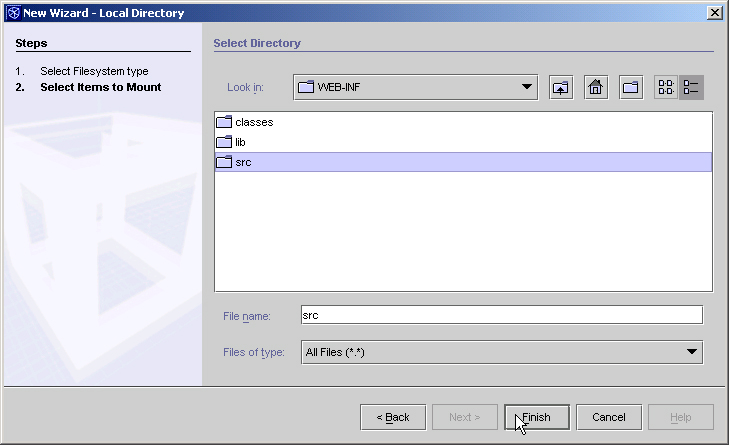 New Wizard - Local Directory
Steps
1. Select Filesystem type
2. Select Items to Mount
Select Directory
Look in: WEB-INF
classes
lib
src
File name: src
Files of type: All Files (*.*)
< Back Next > Finish Cancel Help